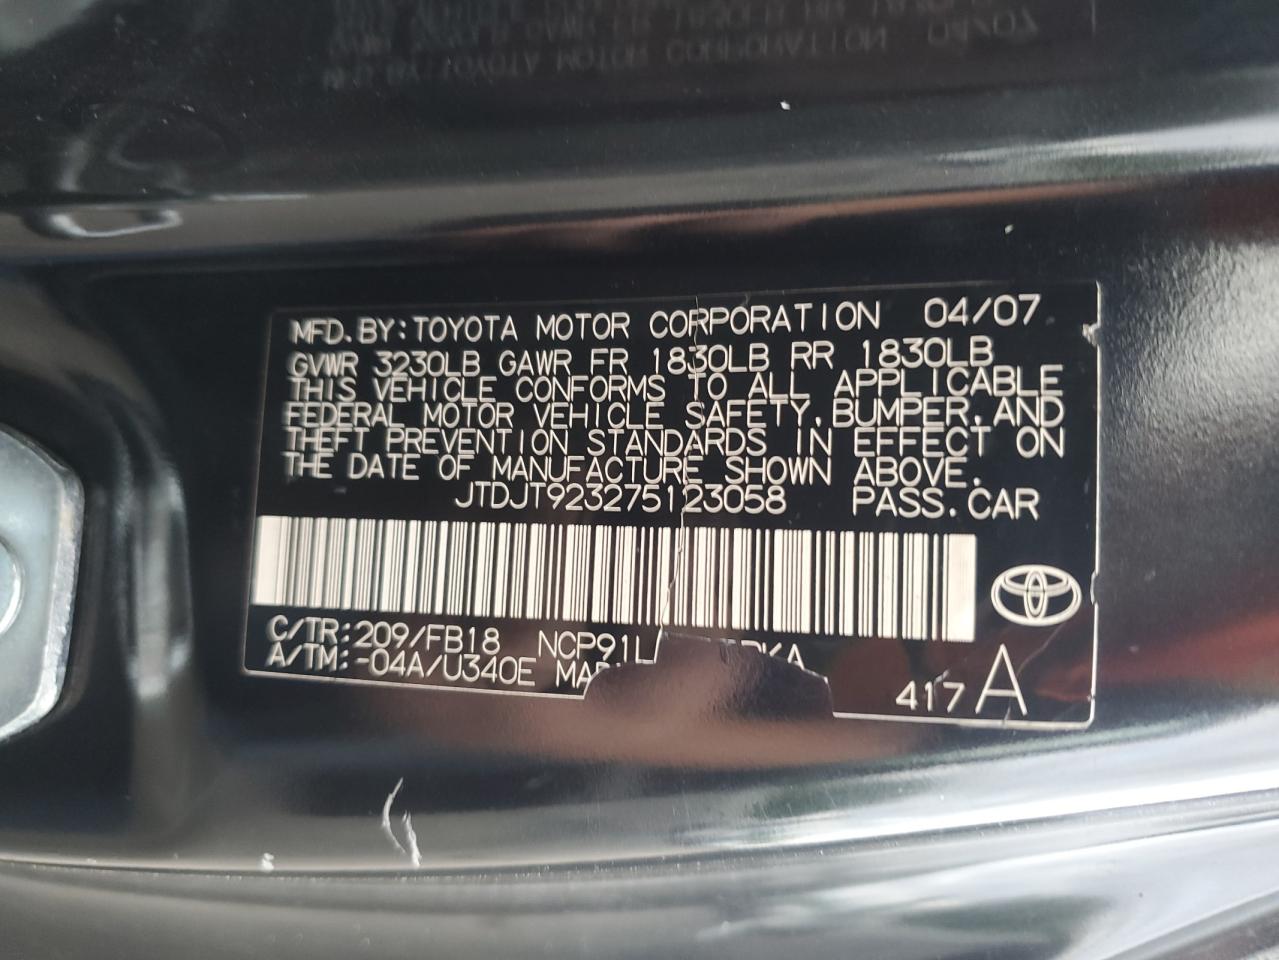 MFD.BY:TOYOTA MOTOR CORPORATION 04/07
GVWR 3230LB GAWR FR 1830LB RR 1830LB
THIS VEHICLE CONFORMS TO ALL APPLICABLE
FEDERAL MOTOR VEHICLE SAFETY,BUMPER,AND
THEFT PREVENTION STANDARDS IN EFFECT ON
THE DATE OF MANUFACTURE SHOWN ABOVE.
JTDJT923275123058 PASS.CAR
C/TR:209/FB18
A/TM:-04A/U340E
417 A